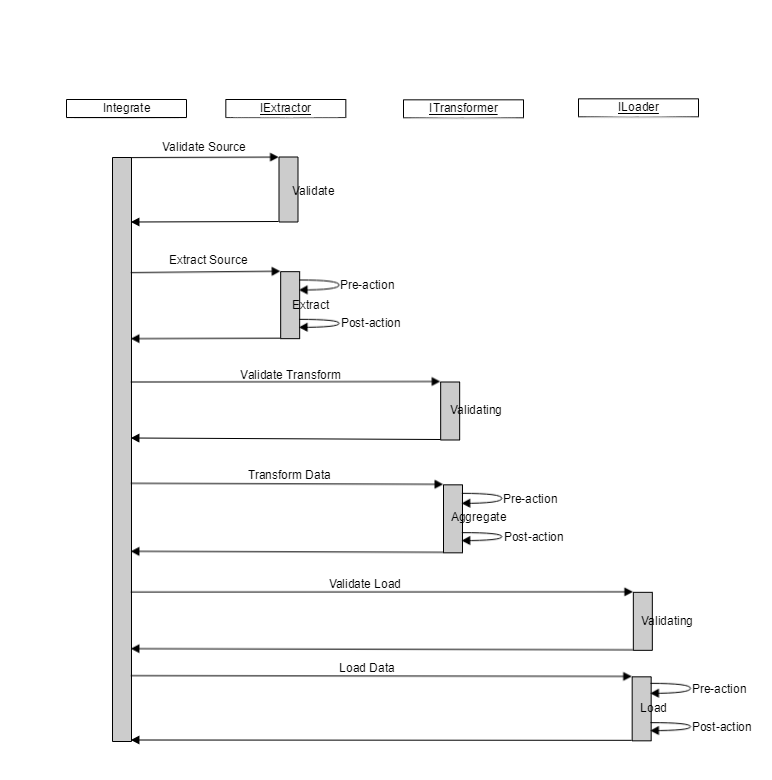 Integrate
IExtractor
ITransformer
ILoader
Validate Source
Validate
Extract Source
Pre-action
Extract
Post-action
Validate Transform
Validating
Transform Data
Pre-action
Aggregate
Post-action
Validate Load
Validating
Load Data
Pre-action
Load
Post-action